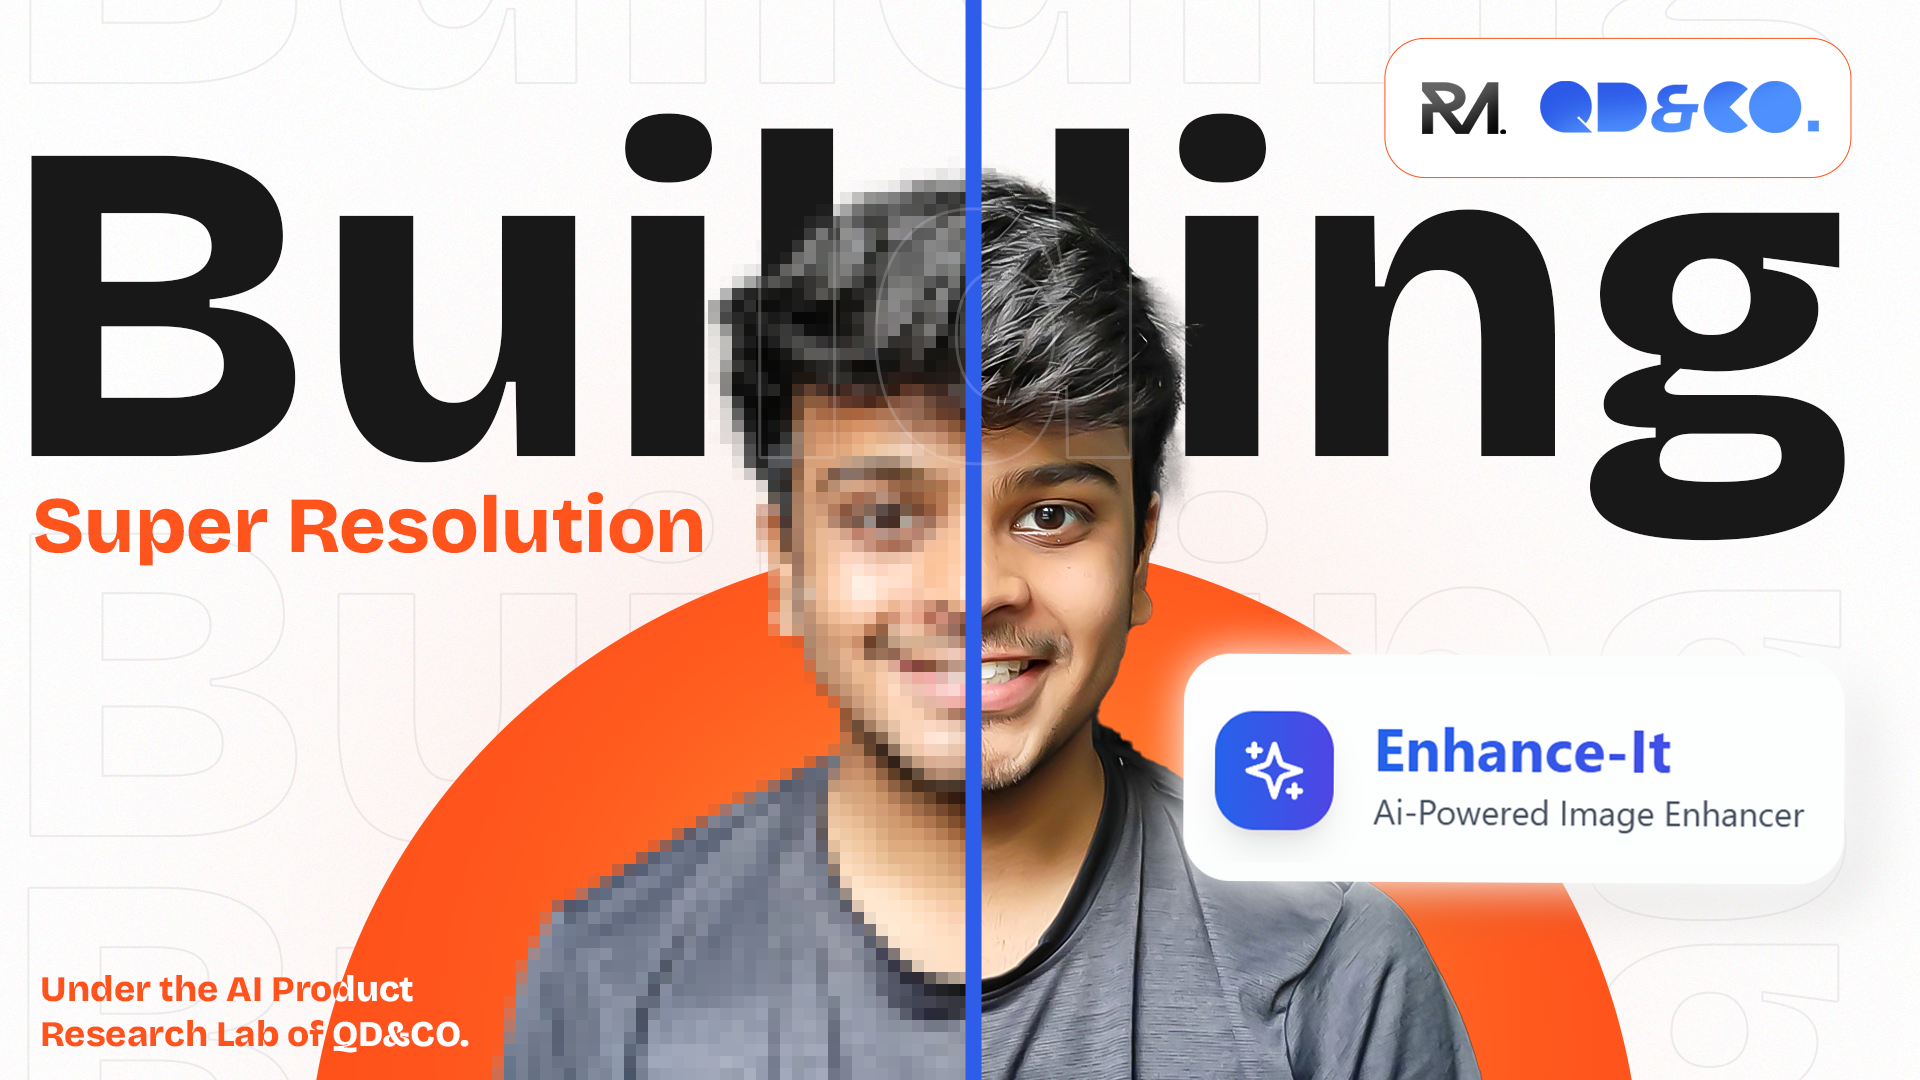 Building
RM. QD&CO.
Super Resolution
Enhance-It
Ai-Powered Image Enhancer
Under the AI Product
Research Lab of QD&CO.